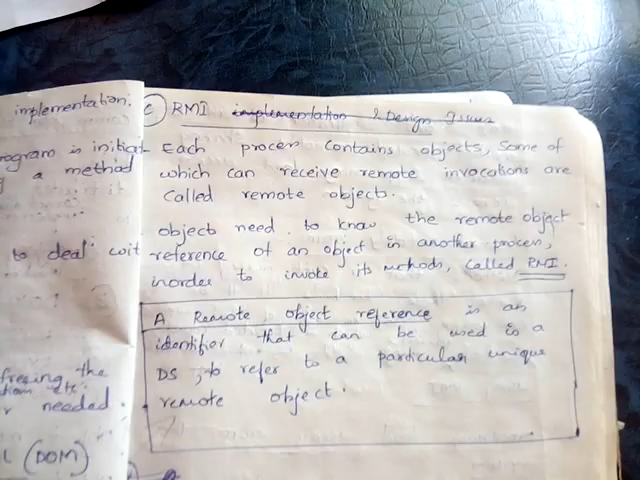 implementation.
rogram is initial
a method
to deal wit
freeing the
needed
(DOM)
C) RMI implementation & Design Issues
Each proces contains objects, some of
which can receive remote invocations are
called remote objects.
object need to know the remote object
reference of an object in another process,
inorder to invoke its methods, called RMI.
A Remote object reference is an
identifier that can be used is a
DS, to refer to a particular unique
remote object.